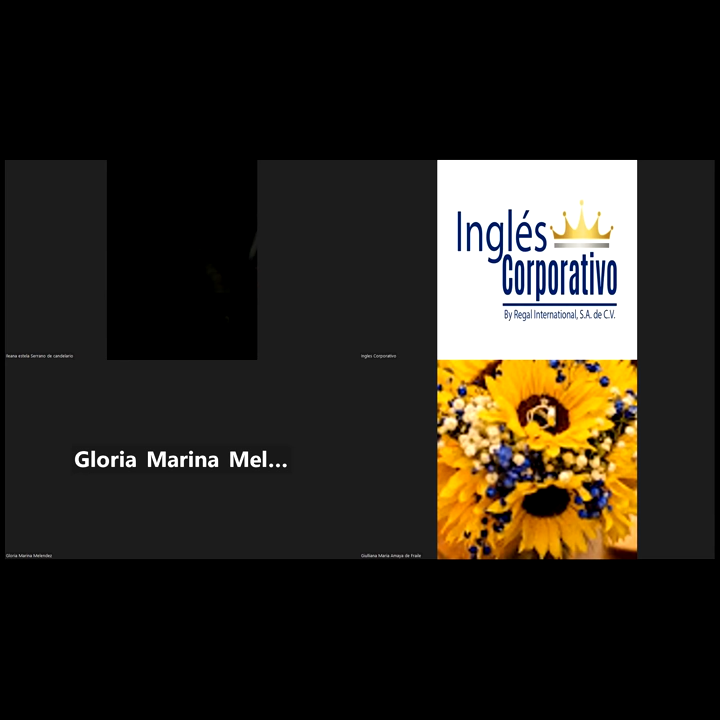 Inglés
Corporativo
By Regal International, S.A. de C.V.
Ileana estela Serrano de candelario
Ingles Corporativo
Gloria Marina Mel...
Gloria Marina Melendez
Giulliana Maria Amaya de Fraile